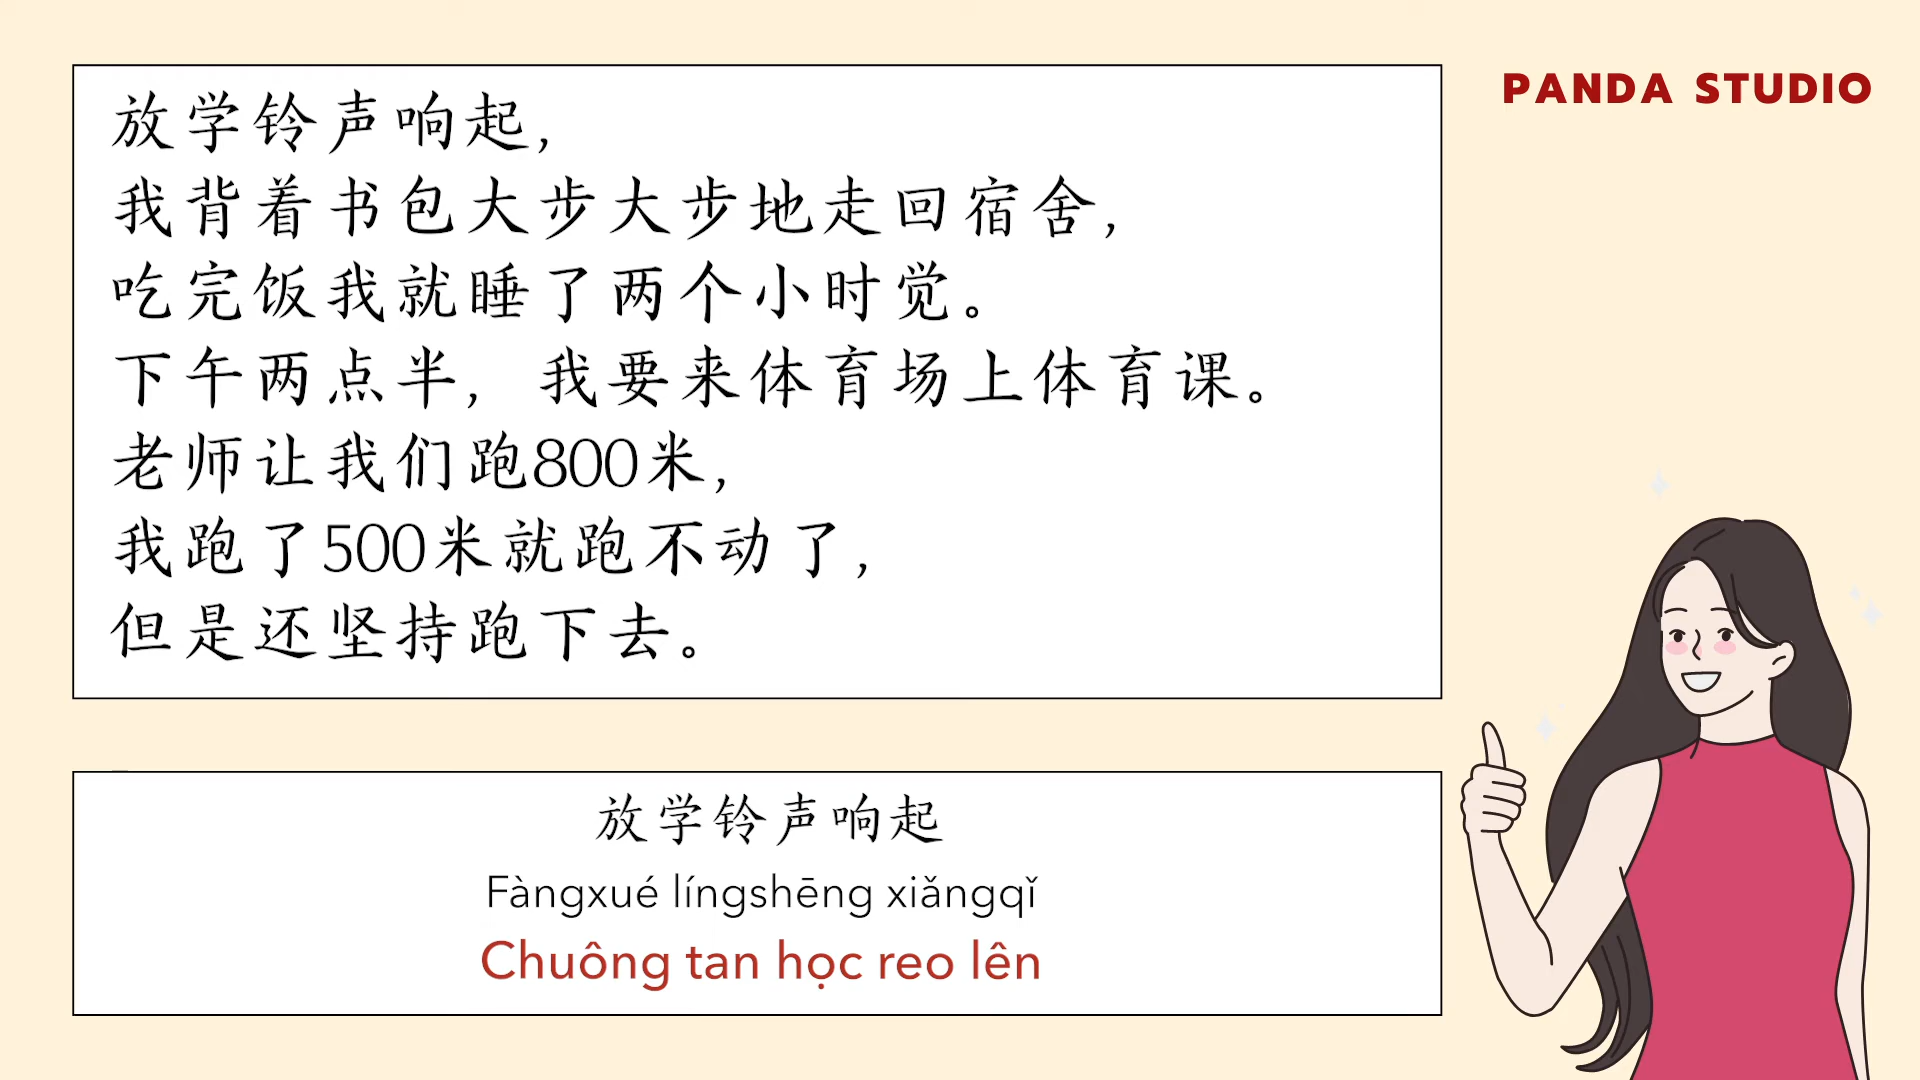 放学铃声响起，
我背着书包大步大步地走回宿舍，
吃完饭我就睡了两个小时觉。
下午两点半，我要来体育场上体育课。
老师让我们跑800米，
我跑了500米就跑不动了，
但是还坚持跑下去。
PANDA STUDIO
放学铃声响起
Fàngxué língshēng xiǎngqǐ
Chuông tan học reo lên